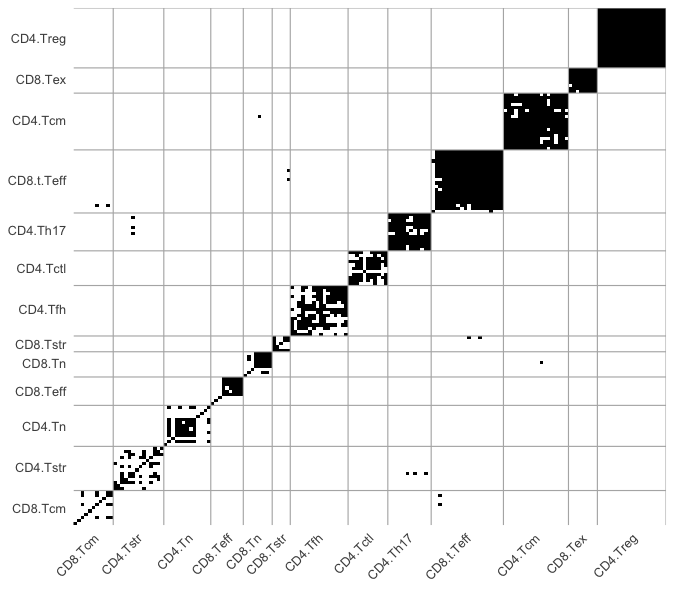 CD4.Treg
CD8.Tex
CD4.Tcm
CD8.t.Teff
CD4.Th17
CD4.Tctl
CD4.Tfh
CD8.Tstr
CD8.Tn
CD8.Teff
CD4.Tn
CD4.Tstr
CD8.Tcm
CD8.Tcm
CD4.Tstr
CD4.Tn
CD8.Teff
CD8.Tn
CD8.Tstr
CD4.Tfh
CD4.Tctl
CD4.Th17
CD8.t.Teff
CD4.Tcm
CD8.Tex
CD4.Treg